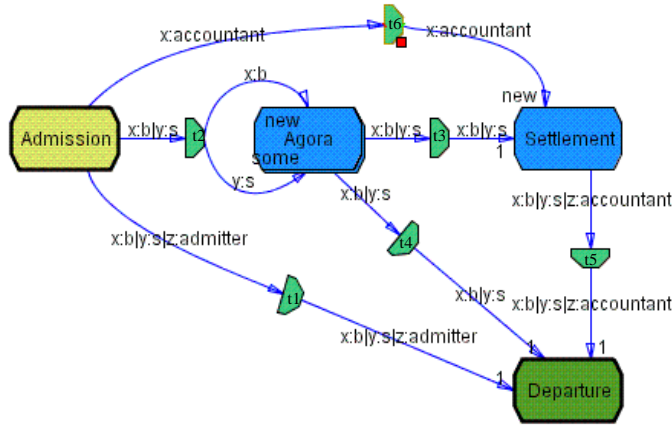 x:accountant
t6
x:accountant
x:b
new
Admission
x:b|y:s
t2
new
Agora
some
x:b|y:s
t3
x:b|y:s
1
Settlement
y:s
x:b|y:s
x:b|y:s|z:accountant
x:b|y:s|z:admitter
t4
t5
t1
x:b|y:s
x:b|y:s|z:accountant
x:b|y:s|z:admitter
1
1
1
Departure